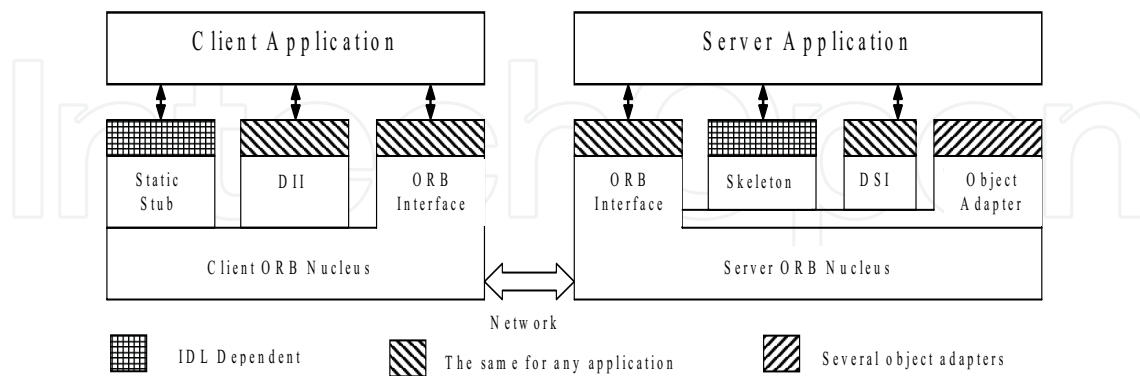 Client Application
Server Application
Static
Stub
DII
ORB
Interface
ORB
Interface
Skeleton
DSI
Object
Adapter
Client ORB Nucleus
Server ORB Nucleus
Network
IDL Dependent
The same for any application
Several object adapters
IntechOpen